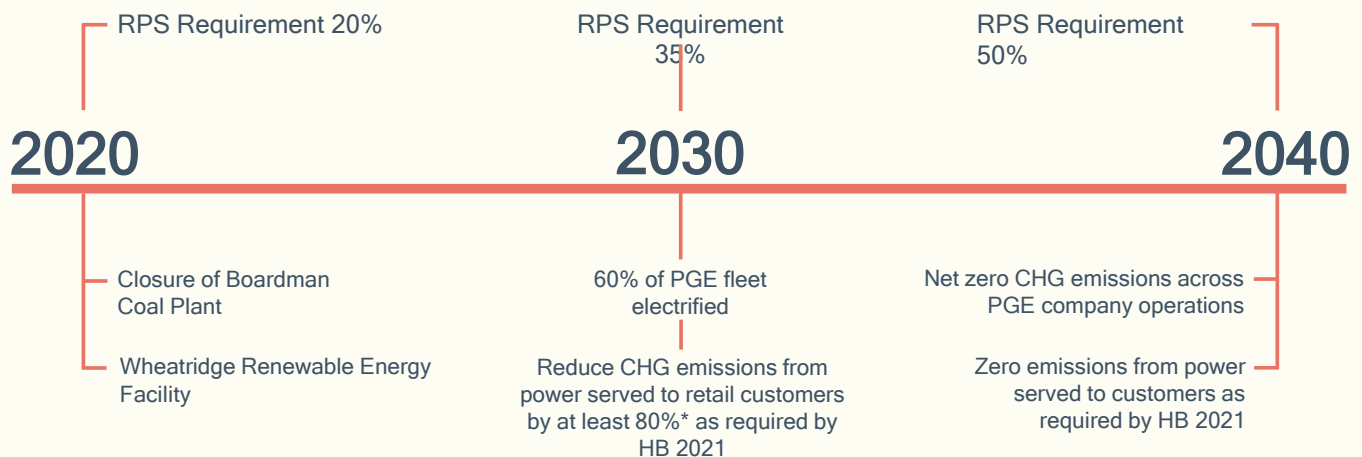 RPS Requirement 20%
RPS Requirement
35%
RPS Requirement
50%
2020
2030
2040
Closure of Boardman
Coal Plant
Wheatridge Renewable Energy
Facility
60% of PGE fleet
electrified
Reduce CHG emissions from
power served to retail customers
by at least 80%* as required by
HB 2021
Net zero CHG emissions across
PGE company operations
Zero emissions from power
served to customers as
required by HB 2021